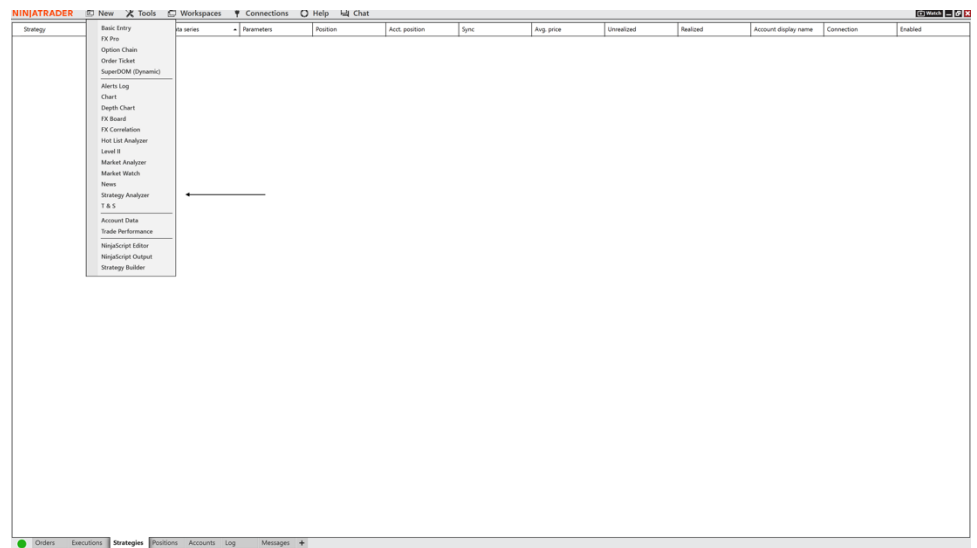 NINJATRADER New Tools Workspaces Connections Help Chat Watch
Strategy ata series Parameters Position Acct. position Sync Avg. price Unrealized Realized Account display name Connection Enabled
Basic Entry
FX Pro
Option Chain
Order Ticket
SuperDOM (Dynamic)
Alerts Log
Chart
Depth Chart
FX Board
FX Correlation
Hot List Analyzer
Level II
Market Analyzer
Market Watch
News
Strategy Analyzer
T & S
Account Data
Trade Performance
NinjaScript Editor
NinjaScript Output
Strategy Builder
Orders Executions Strategies Positions Accounts Log Messages +